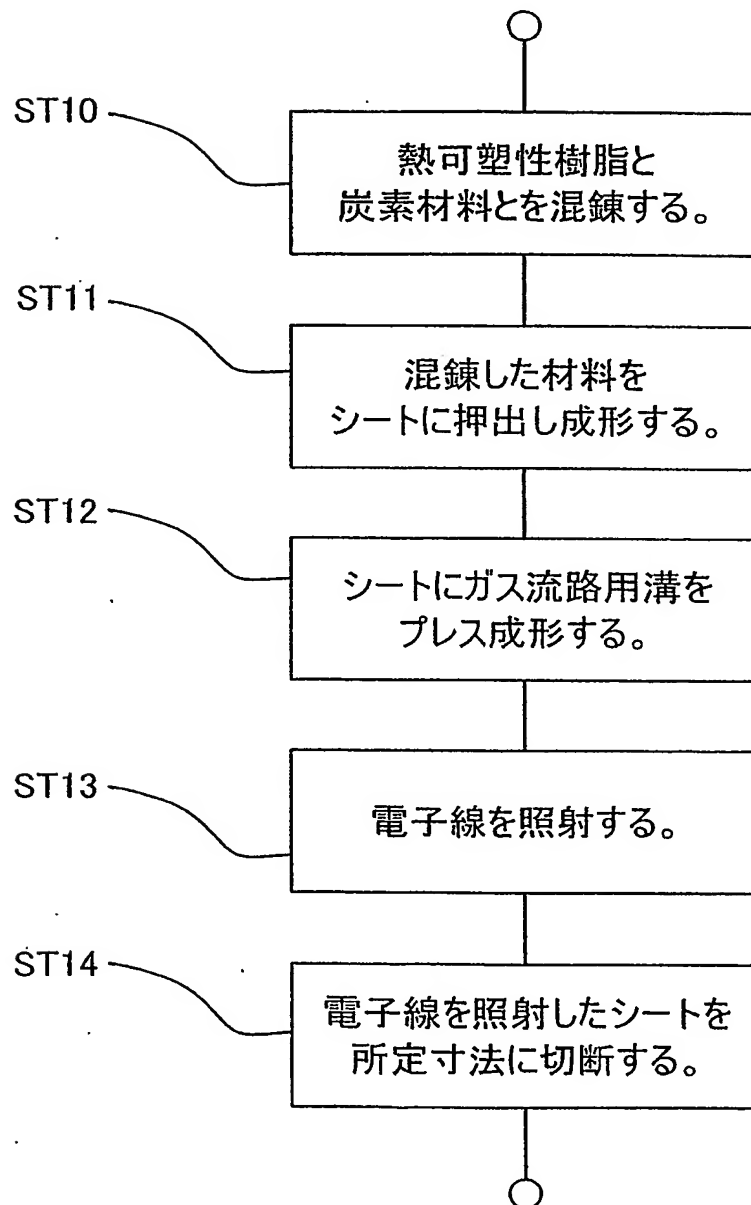 ST10
熱可塑性樹脂と
炭素材料とを混錬する。
ST11
混錬した材料を
シートに押出し成形する。
ST12
シートにガス流路用溝を
プレス成形する。
ST13
電子線を照射する。
ST14
電子線を照射したシートを
所定寸法に切断する。